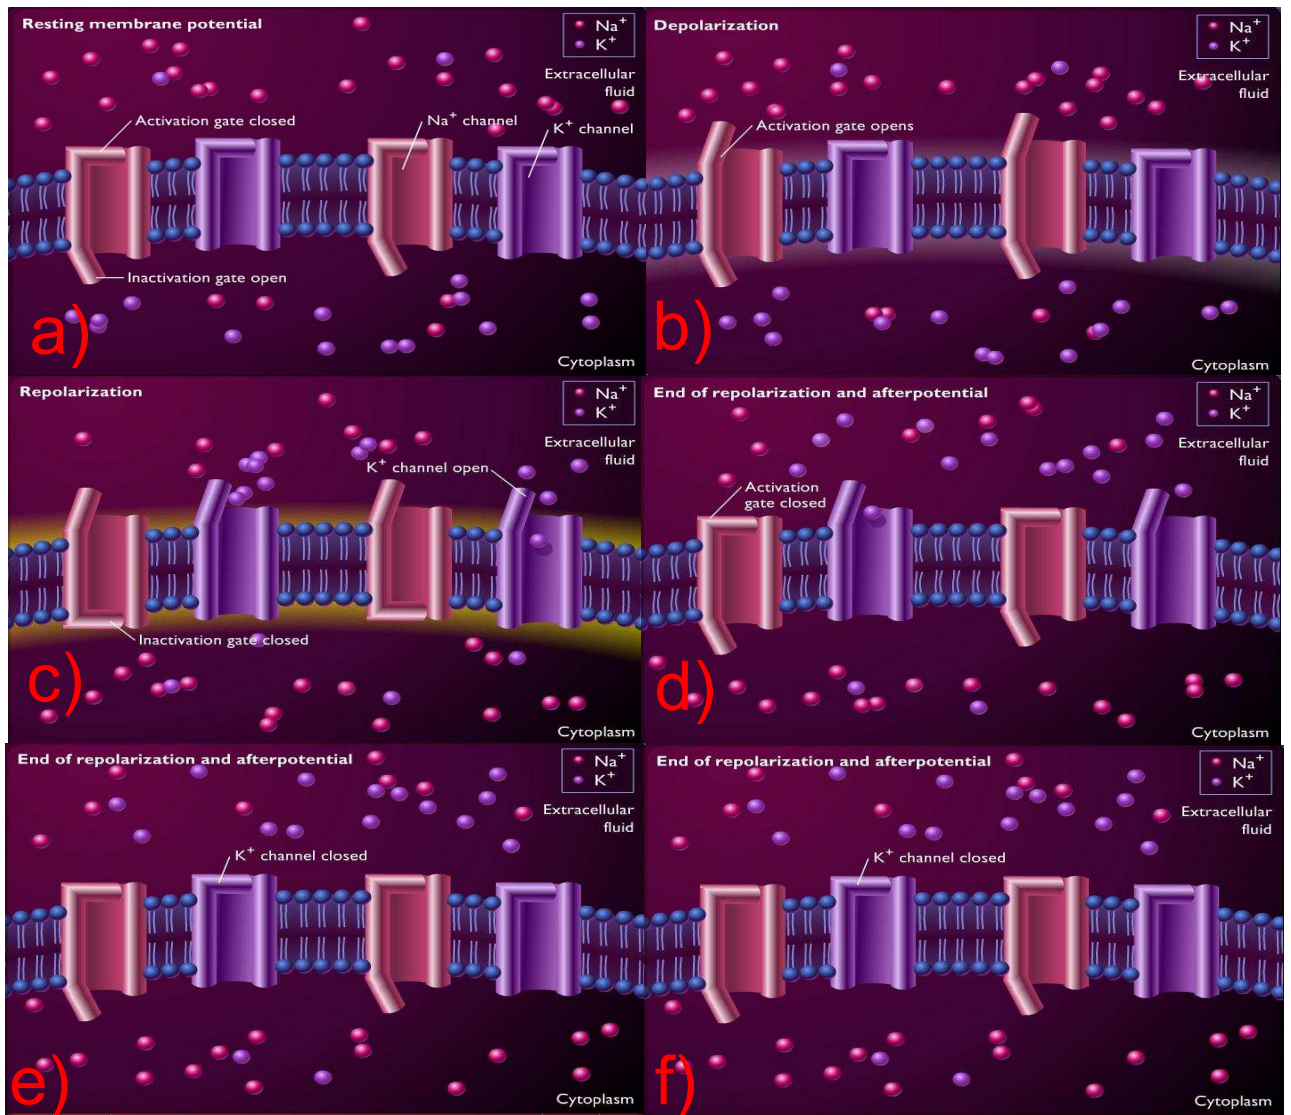 Resting membrane potential
Na+
K+
Extracellular
fluid
Activation gate closed
Na+ channel
K+ channel
Inactivation gate open
a)
Cytoplasm
Depolarization
Na+
K+
Extracellular
fluid
Activation gate opens
b)
Cytoplasm
Repolarization
Na+
K+
Extracellular
fluid
K+ channel open
Inactivation gate closed
c)
Cytoplasm
End of repolarization and afterpotential
Na+
K+
Extracellular
fluid
Activation
gate closed
d)
Cytoplasm
End of repolarization and afterpotential
Na+
K+
Extracellular
fluid
K+ channel closed
e)
Cytoplasm
End of repolarization and afterpotential
Na+
K+
Extracellular
fluid
K+ channel closed
f)
Cytoplasm